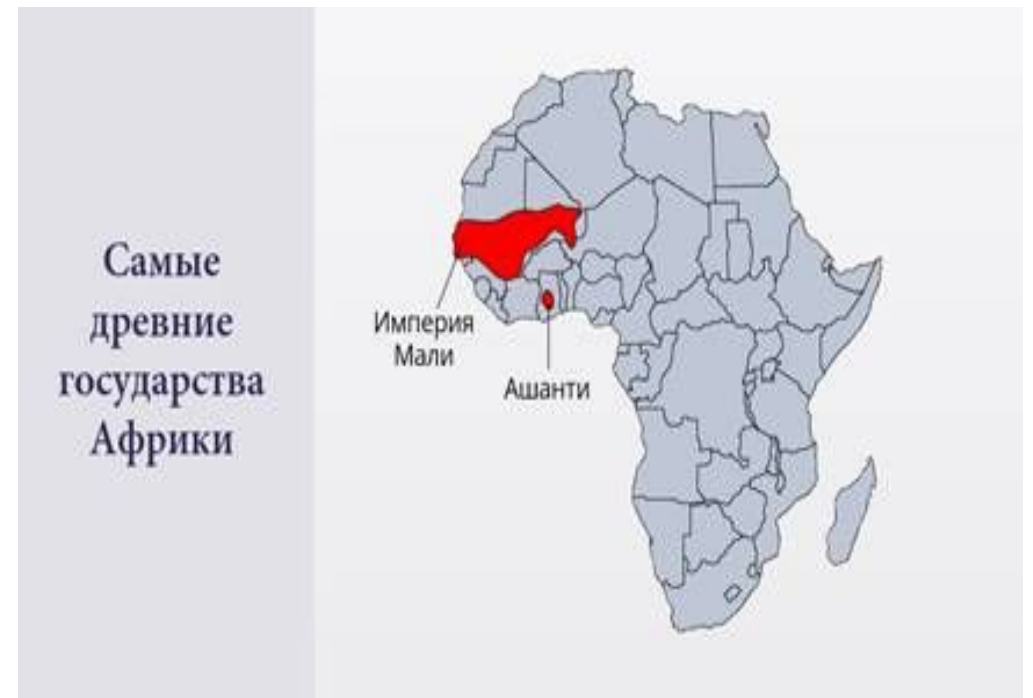 Самые
древние
государства
Африки
Империя
Мали
Ашанти